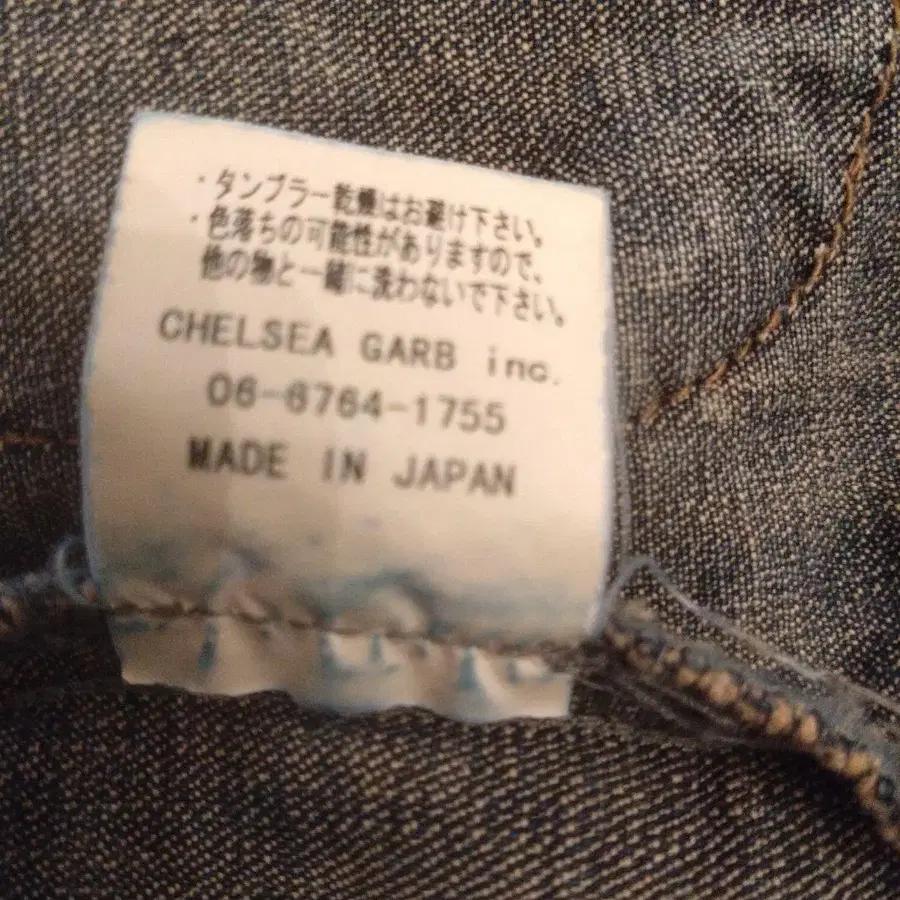 ・タンブラー乾燥はお避け下さい。
・色落ちの可能性がありますので、
他の物と一緒に洗わないで下さい。
CHELSEA GARB inc.
06-6764-1755
MADE IN JAPAN